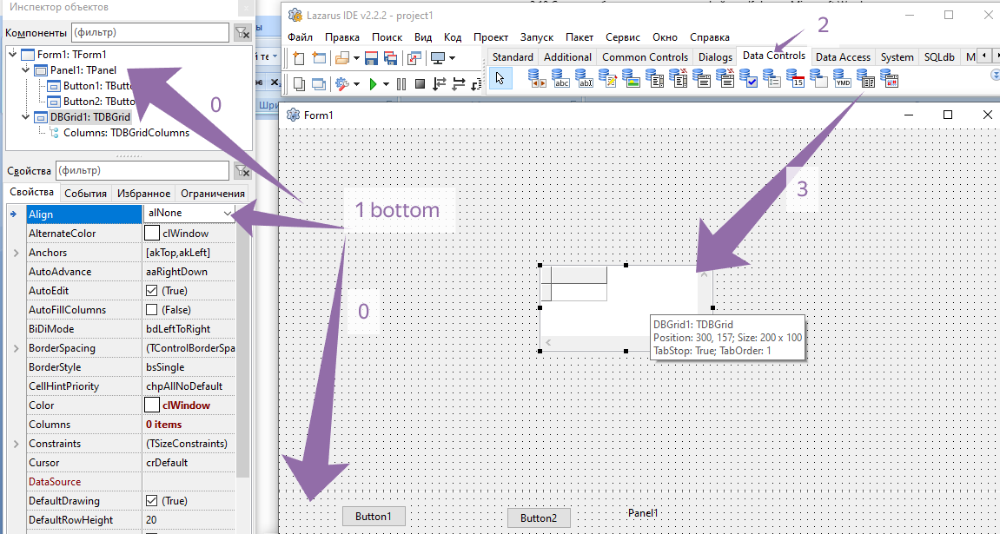 Инспектор объектов
Компоненты (фильтр)
Form1: TForm1
Panel1: TPanel
Button1: TButto
Button2: TButto
DBGrid1: TDBGrid
Columns: TDBGridColumns
0
Свойства (фильтр)
Свойства События Избранное Ограничения
Align alNone
AlternateColor clWindow
Anchors [akTop,akLeft]
AutoAdvance aaRightDown
AutoEdit (True)
AutoFillColumns (False)
BiDiMode bdLeftToRight
BorderSpacing (TControlBorderSpa
BorderStyle bsSingle
CellHintPriority chpAllNoDefault
Color clWindow
Columns 0 items
Constraints (TSizeConstraints)
Cursor crDefault
DataSource
DefaultDrawing (True)
DefaultRowHeight 20
Lazarus IDE v2.2.2 - project1
Файл Правка Поиск Вид Код Проект Запуск Пакет Сервис Окно Справка
2
Standard Additional Common Controls Dialogs Data Controls Data Access System SQLdb M
abc abI 15 YMD
Шри
Form1
1 bottom
3
0
DBGrid1: TDBGrid
Position: 300, 157; Size: 200 x 100
TabStop: True; TabOrder: 1
Button1 Button2 Panel1